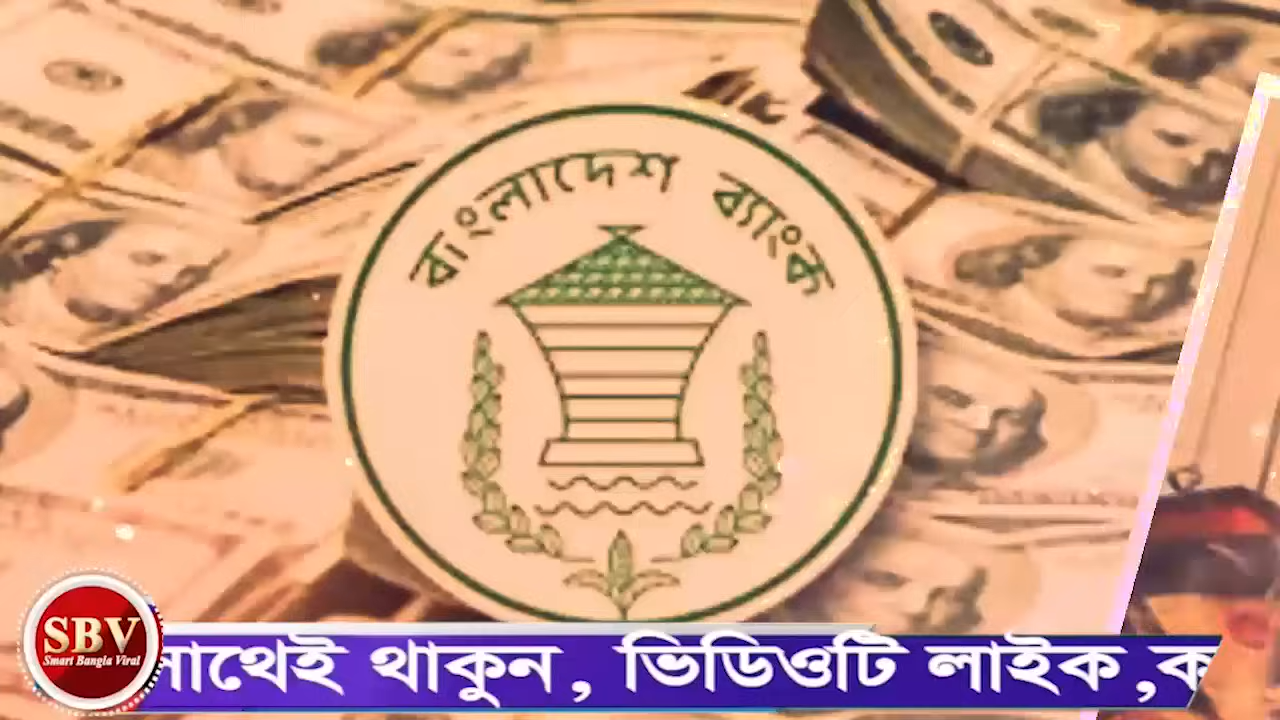 বাংলাদেশ ব্যাংক
SBV
Smart Bangla Viral
সাথেই থাকুন, ভিডিওটি লাইক,ক